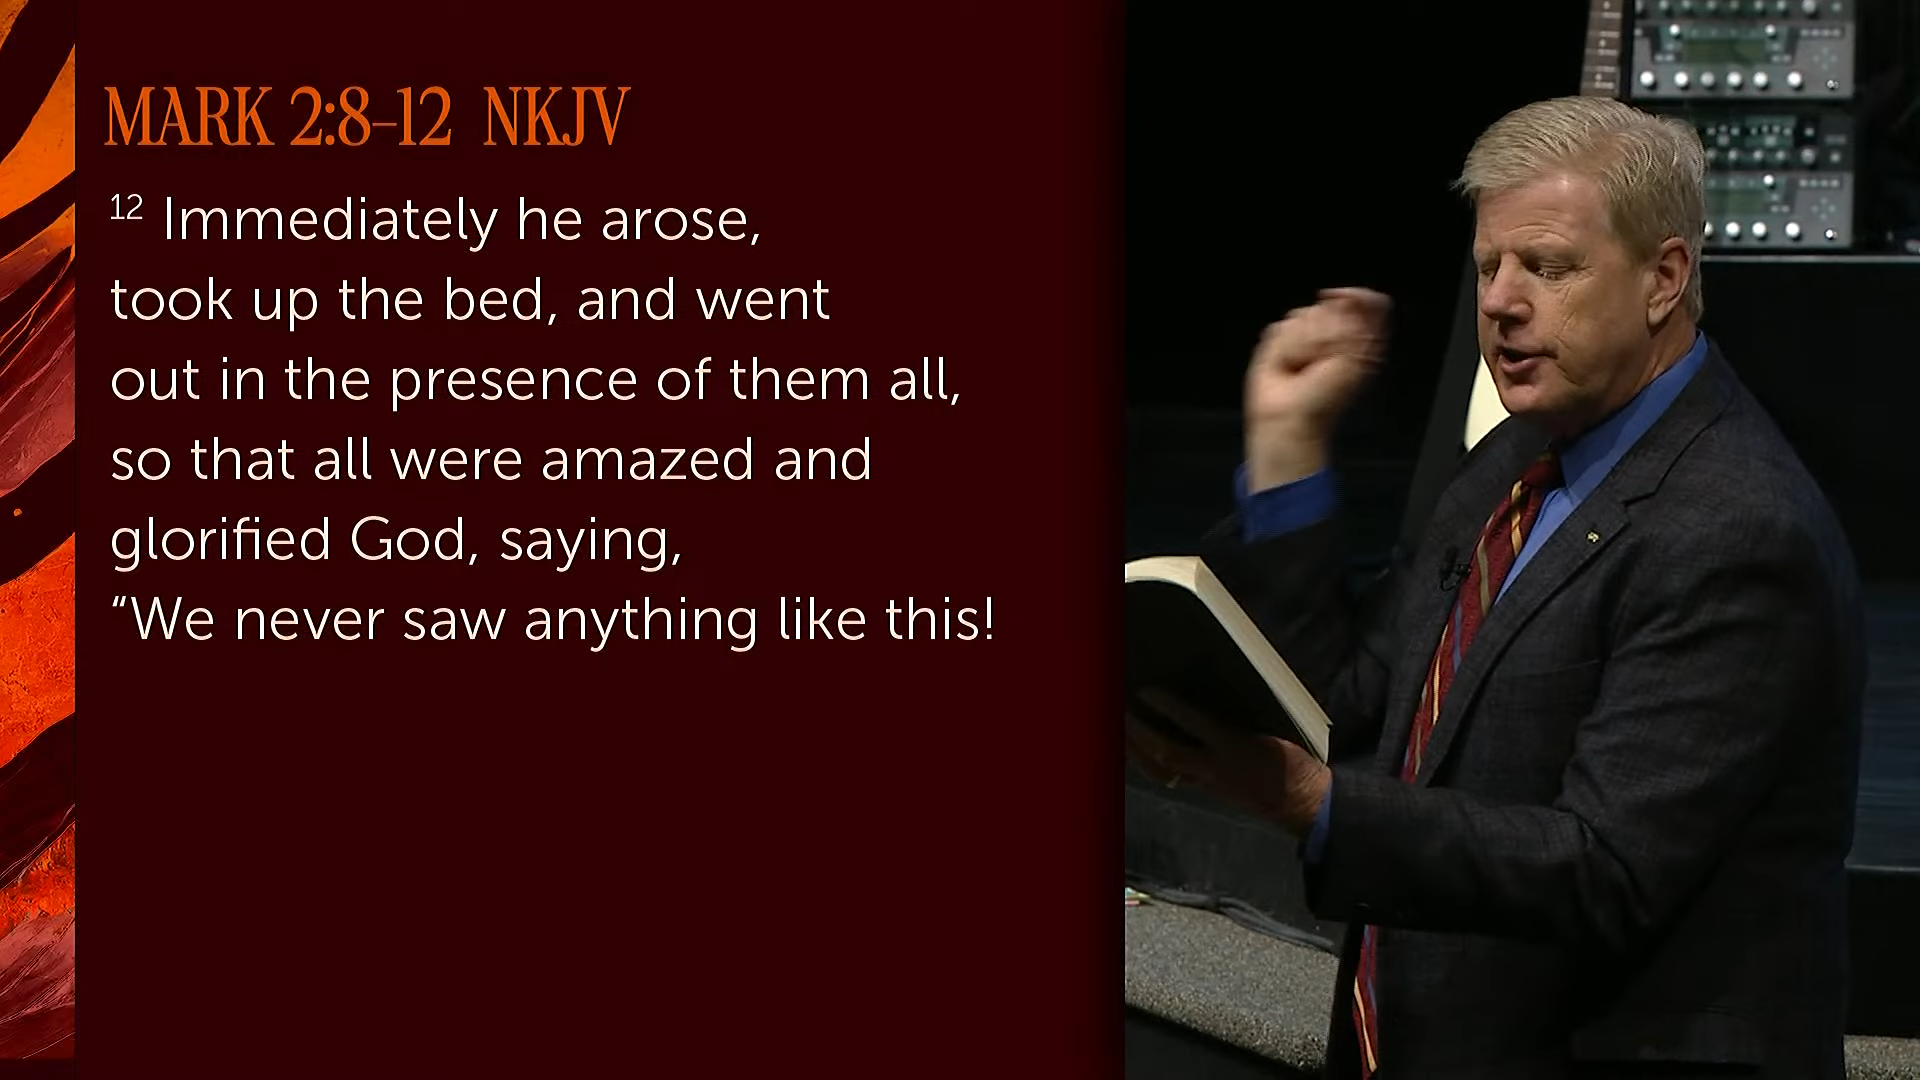 MARK 2:8–12 NKJV
12 Immediately he arose,
took up the bed, and went
out in the presence of them all,
so that all were amazed and
glorified God, saying,
“We never saw anything like this!